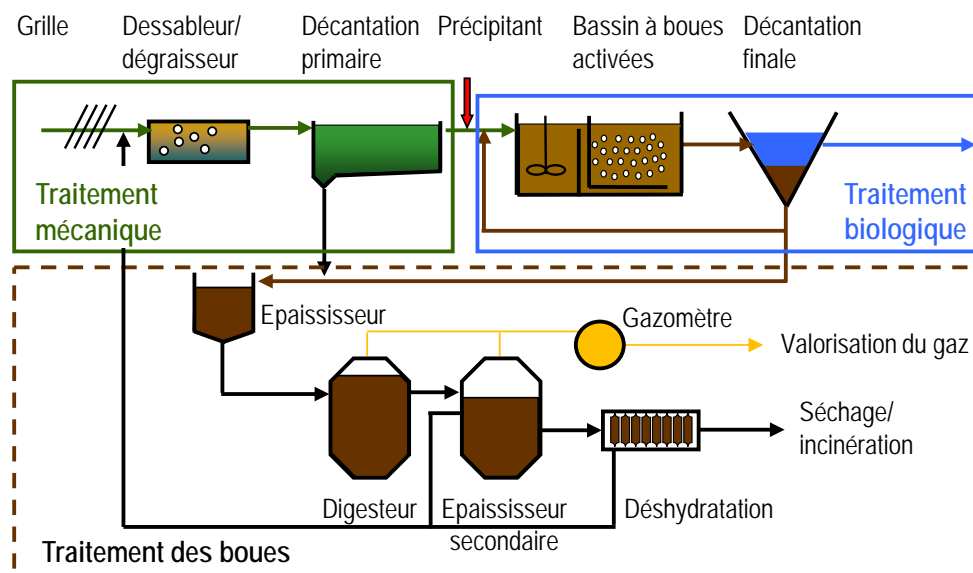 Grille
Dessableur/
dégraisseur
Décantation
primaire
Précipitant
Bassin à boues
activées
Décantation
finale
Traitement
mécanique
Traitement
biologique
Epaississeur
Gazomètre
Valorisation du gaz
Séchage/
incinération
Digesteur
Epaississeur
secondaire
Déshydratation
Traitement des boues